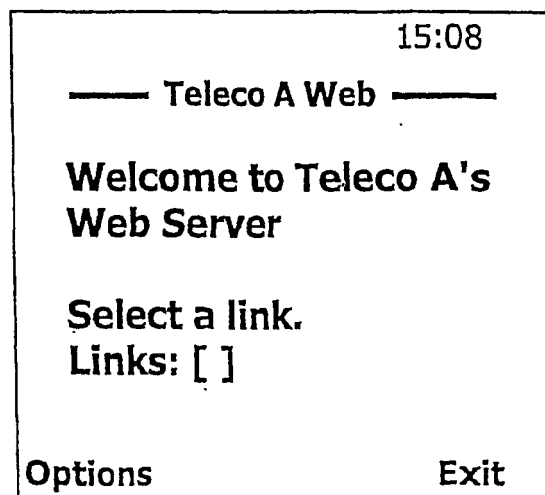 15:08
Teleco A Web
Welcome to Teleco A's
Web Server
Select a link.
Links: [ ]
Options Exit